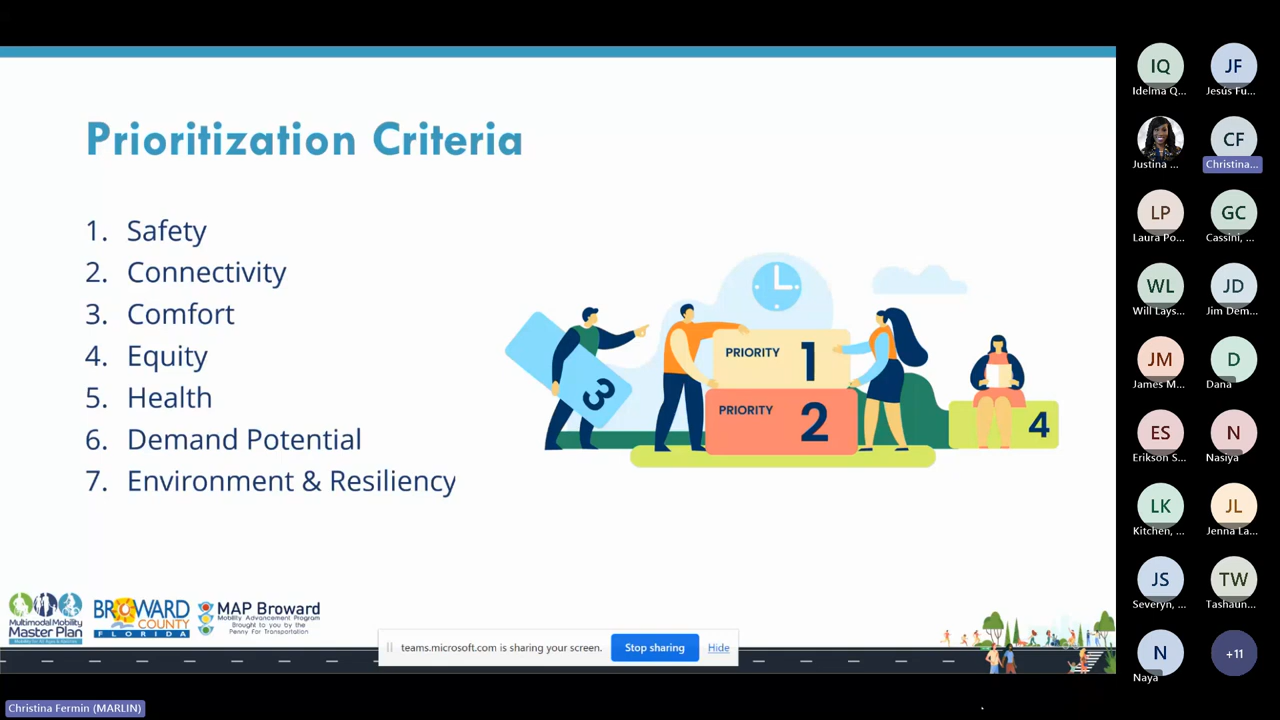 Prioritization Criteria
1. Safety
2. Connectivity
3. Comfort
4. Equity
5. Health
6. Demand Potential
7. Environment & Resiliency
3
PRIORITY 1
PRIORITY 2
4
Multimodal Mobility
Master Plan
BROWARD
COUNTY
FLORIDA
MAP Broward
Mobility Advancement Program
Brought to you by the
Penny For Transportation
teams.microsoft.com is sharing your screen.
Stop sharing
Hide
Christina Fermin (MARLIN)
IQ
Idelma Q...
JF
Jesus Fu...
Justina ...
CF
Christina...
LP
Laura Po...
GC
Cassini, ...
WL
Will Lays...
JD
Jim Dem...
JM
James M...
D
Dana
ES
Erikson S...
N
Nasiya
LK
Kitchen, ...
JL
Jenna La...
JS
Severyn, ...
TW
Tashaun...
N
Naya
+11